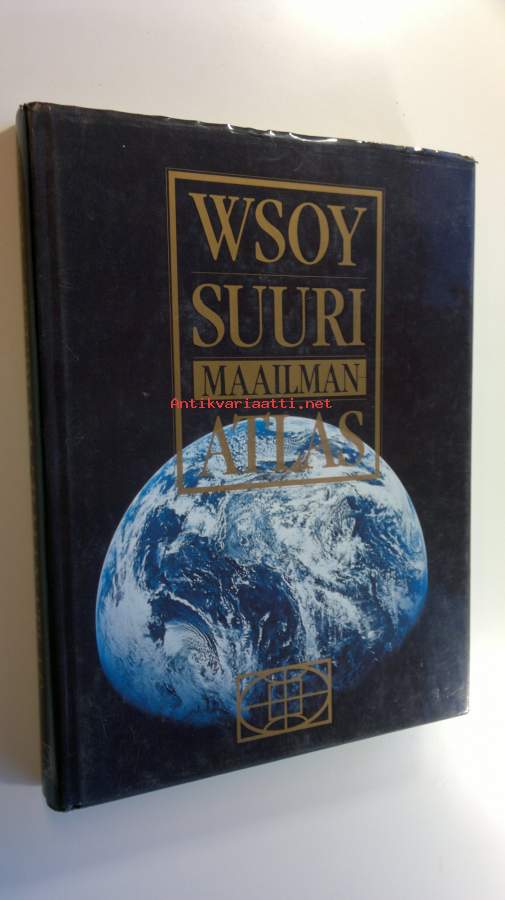 WSOY
SUURI
MAAILMAN
Antikvariaatti.net
ATLAS